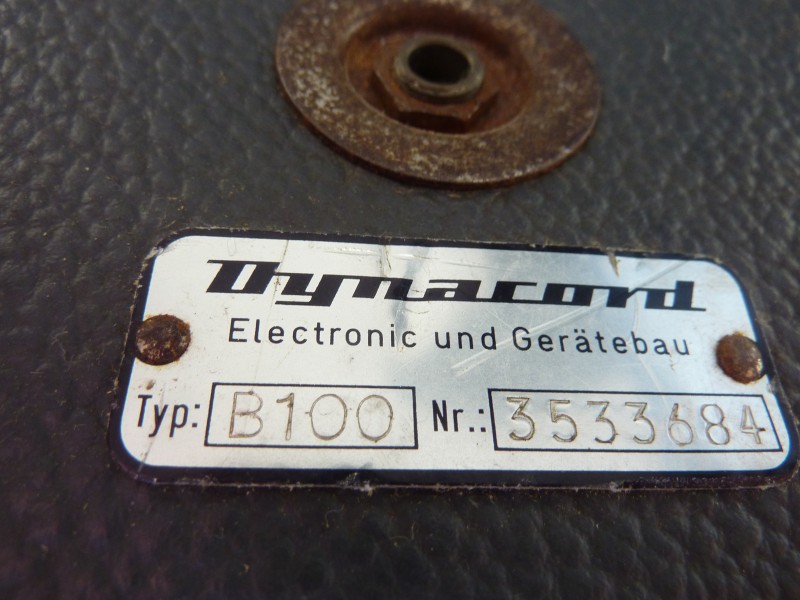 Dynacord
Electronic und Gerätebau
Typ: B100 Nr.: 3533684